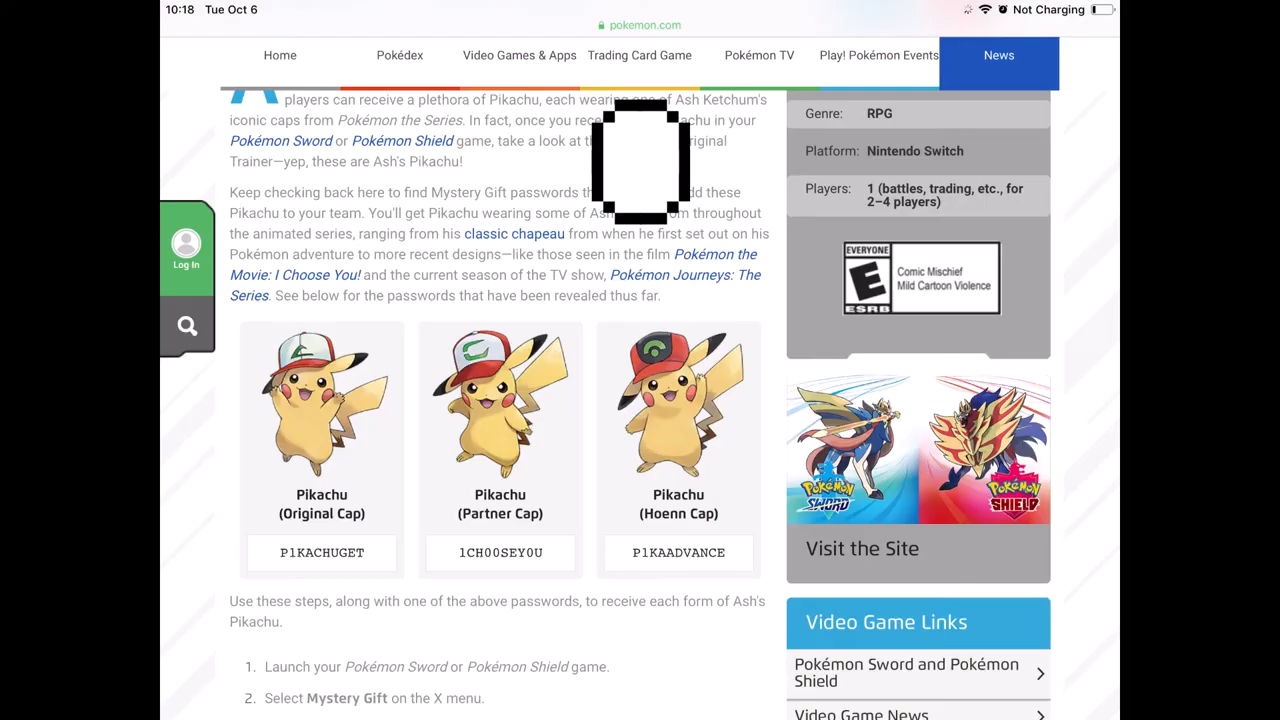 10:18 Tue Oct 6
Not Charging
pokemon.com
Home Pokédex Video Games & Apps Trading Card Game Pokémon TV Play! Pokémon Events News
players can receive a plethora of Pikachu, each wearing one of Ash Ketchum's
iconic caps from Pokémon the Series. In fact, once you rece achu in your
Pokémon Sword or Pokémon Shield game, take a look at riginal
Trainer—yep, these are Ash's Pikachu!
Keep checking back here to find Mystery Gift passwords dd these
Pikachu to your team. You'll get Pikachu wearing some of throughout
the animated series, ranging from his classic chapeau from when he first set out on his
Pokémon adventure to more recent designs—like those seen in the film Pokémon the
Movie: I Choose You! and the current season of the TV show, Pokémon Journeys: The
Series. See below for the passwords that have been revealed thus far.
Log In
Pikachu
(Original Cap)
P1KACHUGET
Pikachu
(Partner Cap)
1CH00SEY0U
Pikachu
(Hoenn Cap)
P1KAADVANCE
Use these steps, along with one of the above passwords, to receive each form of Ash's
Pikachu.
1. Launch your Pokémon Sword or Pokémon Shield game.
2. Select Mystery Gift on the X menu.
Genre: RPG
Platform: Nintendo Switch
Players: 1 (battles, trading, etc., for
2–4 players)
EVERYONE
E
ESRB
Comic Mischief
Mild Cartoon Violence
POKÉMON
SWORD
POKÉMON
SHIELD
Visit the Site
Video Game Links
Pokémon Sword and Pokémon
Shield
Video Game News